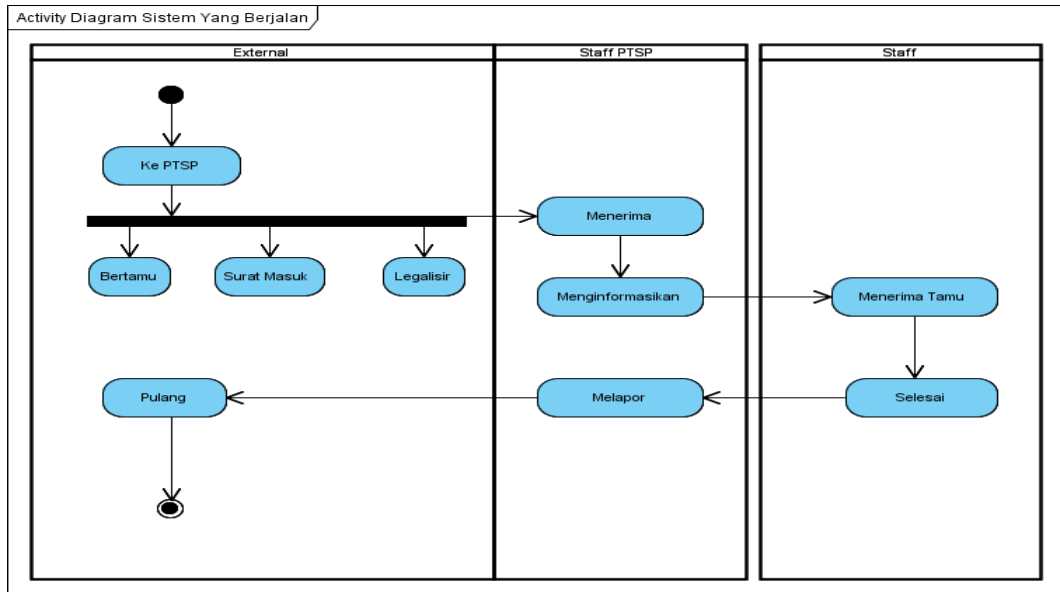 Activity Diagram Sistem Yang Berjalan
External
Staff PTSP
Staff
Ke PTSP
Menerima
Bertamu
Surat Masuk
Legalisir
Menginformasikan
Menerima Tamu
Pulang
Melapor
Selesai